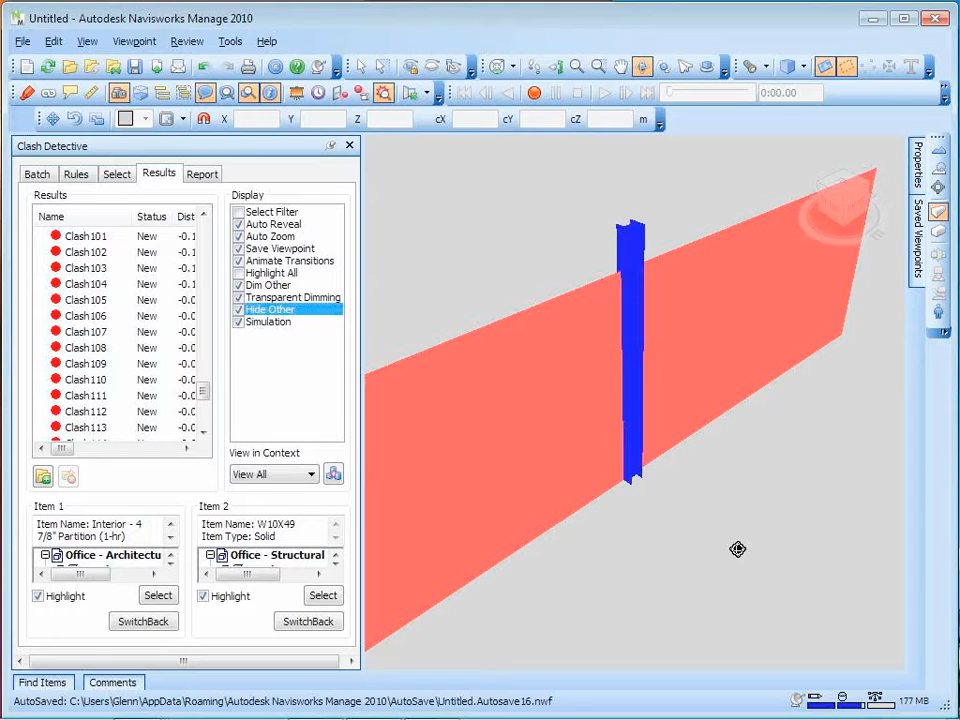 Untitled - Autodesk Navisworks Manage 2010
File Edit View Viewpoint Review Tools Help
0:00.00
X Y Z cX cY cZ m
Clash Detective
Batch Rules Select Results Report
Results
Name Status Dist
Clash101 New -0.1
Clash102 New -0.1
Clash103 New -0.1
Clash104 New -0.1
Clash105 New -0.0
Clash106 New -0.0
Clash107 New -0.0
Clash108 New -0.0
Clash109 New -0.0
Clash110 New -0.0
Clash111 New -0.0
Clash112 New -0.0
Clash113 New -0.0
Display
Select Filter
Auto Reveal
Auto Zoom
Save Viewpoint
Animate Transitions
Highlight All
Dim Other
Transparent Dimming
Hide Other
Simulation
View in Context
View All
Item 1
Item Name: Interior - 4
7/8" Partition (1-hr)
Office - Architectu
Highlight Select
SwitchBack
Item 2
Item Name: W10X49
Item Type: Solid
Office - Structural
Highlight Select
SwitchBack
Properties
Saved Viewpoints
Find Items Comments
AutoSaved: C:\Users\Glenn\AppData\Roaming\Autodesk Navisworks Manage 2010\AutoSave\Untitled.Autosave16.nwf
177 MB